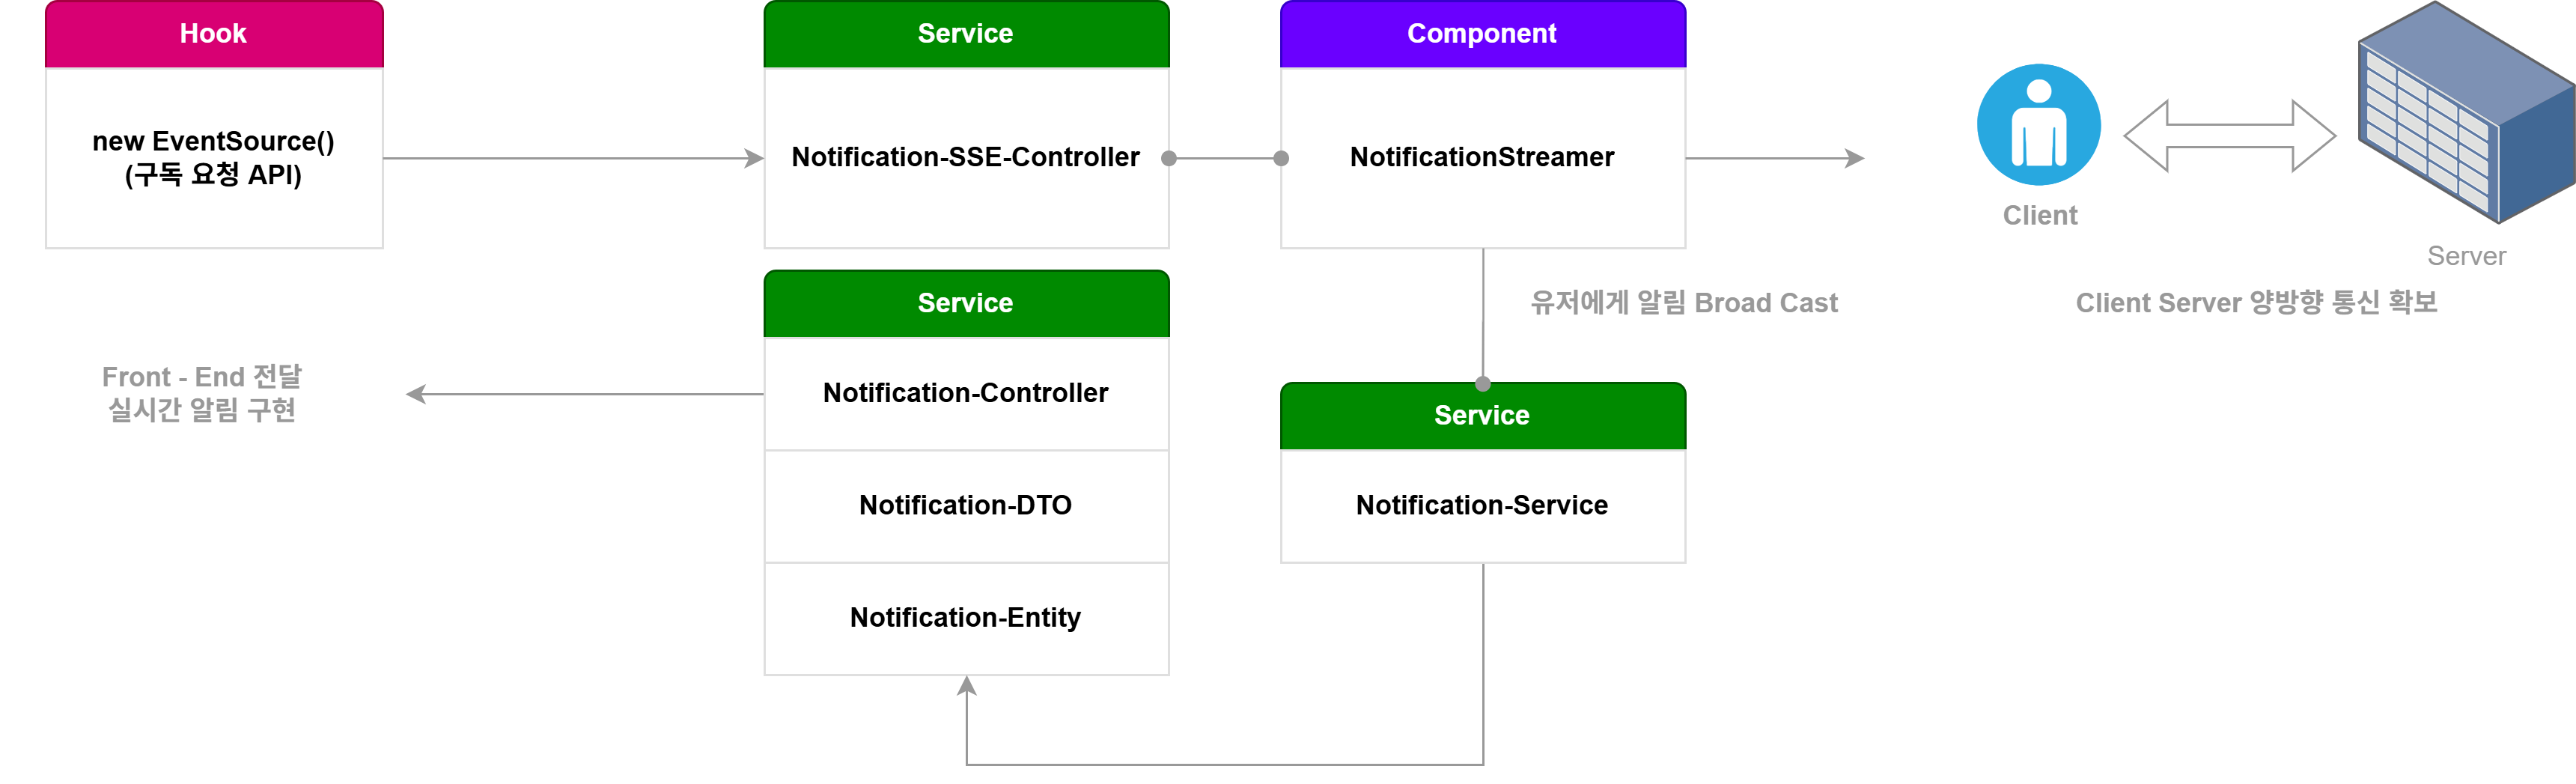 Hook
new EventSource()
(구독 요청 API)
Service
Notification-SSE-Controller
Component
NotificationStreamer
Client
Server
Client Server 양방향 통신 확보
유저에게 알림 Broad Cast
Service
Notification-Controller
Notification-DTO
Notification-Entity
Front - End 전달
실시간 알림 구현
Service
Notification-Service